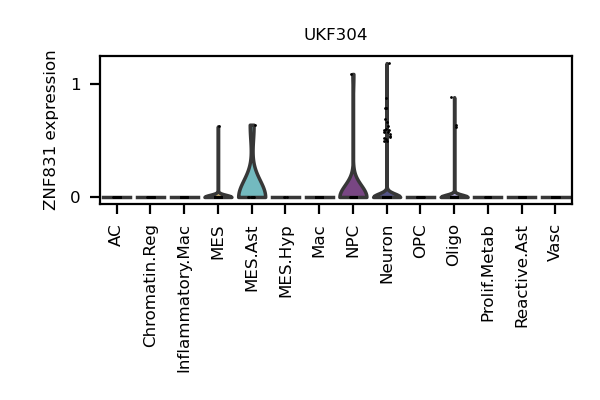 UKF304
ZNF831 expression
1
0
AC
Chromatin.Reg
Inflammatory.Mac
MES
MES.Ast
MES.Hyp
Mac
NPC
Neuron
OPC
Oligo
Prolif.Metab
Reactive.Ast
Vasc